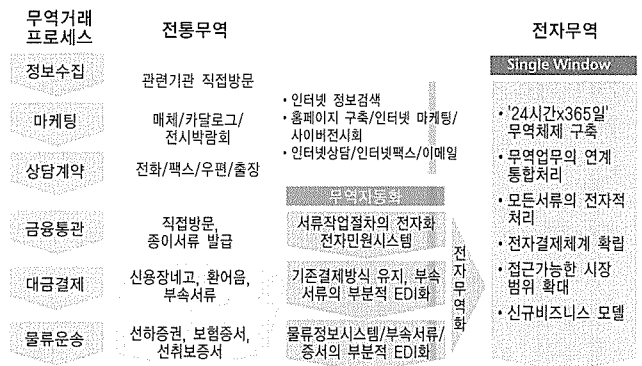 무역거래
프로세스
전통무역
전자무역
정보수집
관련기관 직접방문
마케팅
매체/카달로그/
전시박람회
상담계약
전화/팩스/우편/출장
• 인터넷 정보검색
• 홈페이지 구축/인터넷 마케팅/
사이버전시회
• 인터넷상담/인터넷팩스/이메일
무역자동화
금융통관
직접방문,
종이서류 발급
서류작업절차의 전자화
전자민원시스템
대금결제
신용장네고, 환어음,
부속서류
기존결제방식 유지, 부속
서류의 부분적 EDI화
물류운송
선하증권, 보험증서,
선취보증서
물류정보시스템/부속서류/
증서의 부분적 EDI화
전자무역화
Single Window
• '24시간x365일'
무역체제 구축
• 무역업무의 연계
통합처리
• 모든서류의 전자적
처리
• 전자결제체계 확립
• 접근가능한 시장
범위 확대
• 신규비즈니스 모델